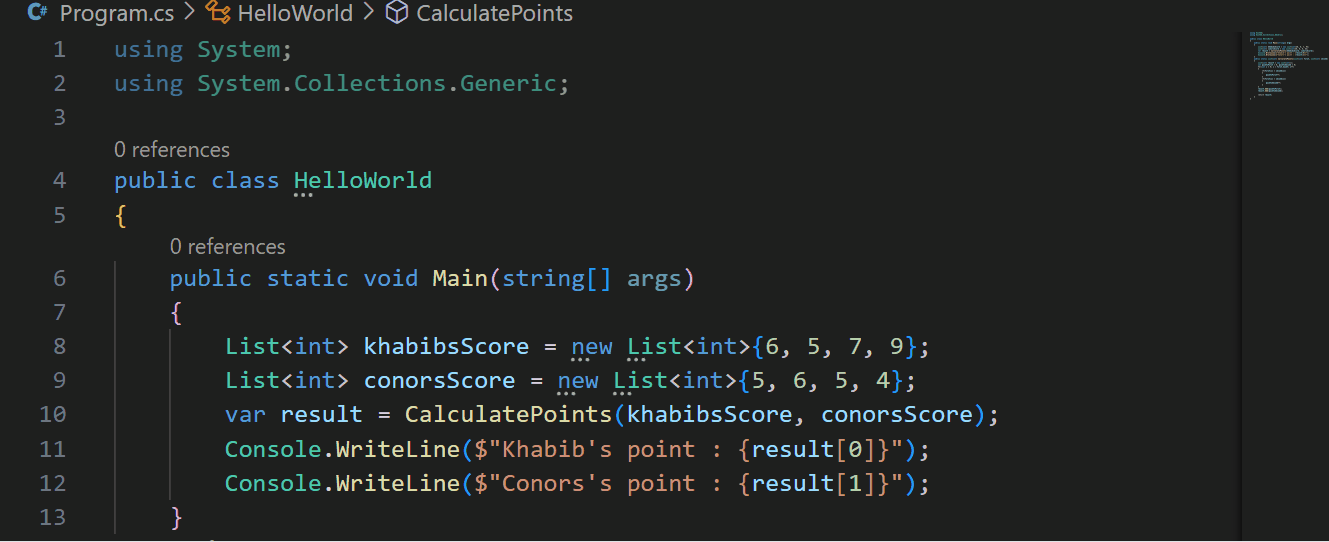 C# Program.cs > HelloWorld > CalculatePoints
1 using System;
2 using System.Collections.Generic;
3
0 references
4 public class HelloWorld
5 {
0 references
6 public static void Main(string[] args)
7 {
8 List<int> khabibsScore = new List<int>{6, 5, 7, 9};
9 List<int> conorsScore = new List<int>{5, 6, 5, 4};
10 var result = CalculatePoints(khabibsScore, conorsScore);
11 Console.WriteLine($"Khabib's point : {result[0]}");
12 Console.WriteLine($"Conors's point : {result[1]}");
13 }